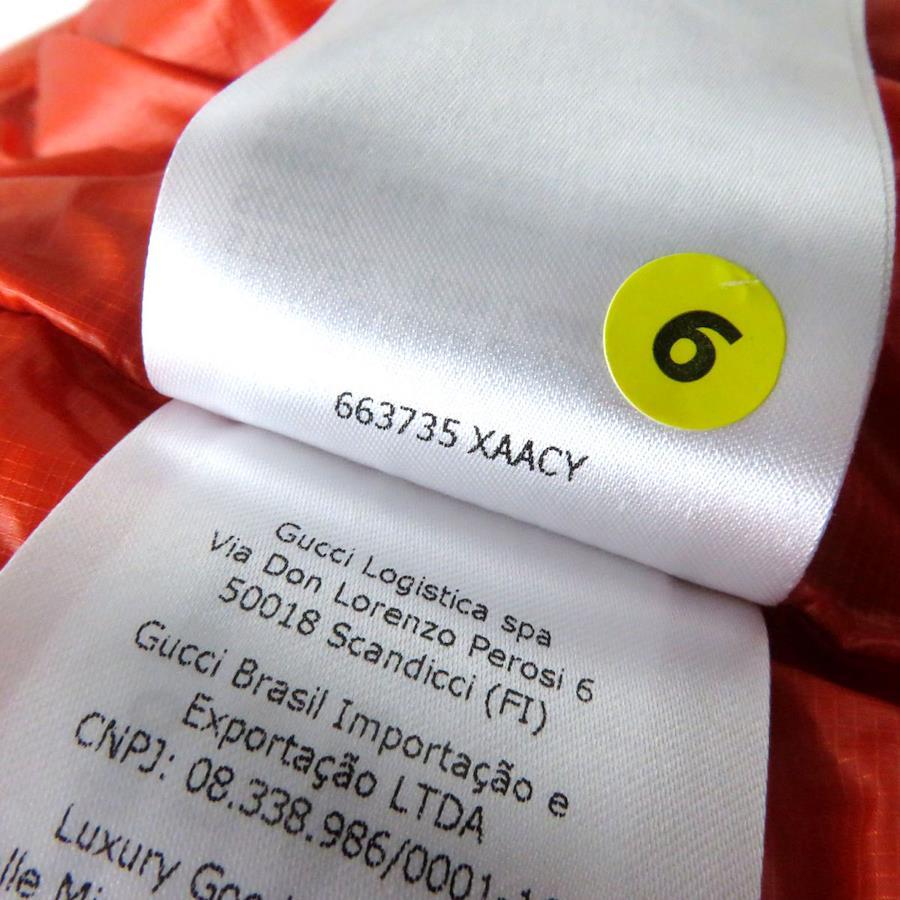 6
663735 XAACY
Gucci Logistica spa
Via Don Lorenzo Perosi 6
50018 Scandicci (FI)
Gucci Brasil Importação e
Exportação LTDA
CNPJ: 08.338.986/0001-
Luxury